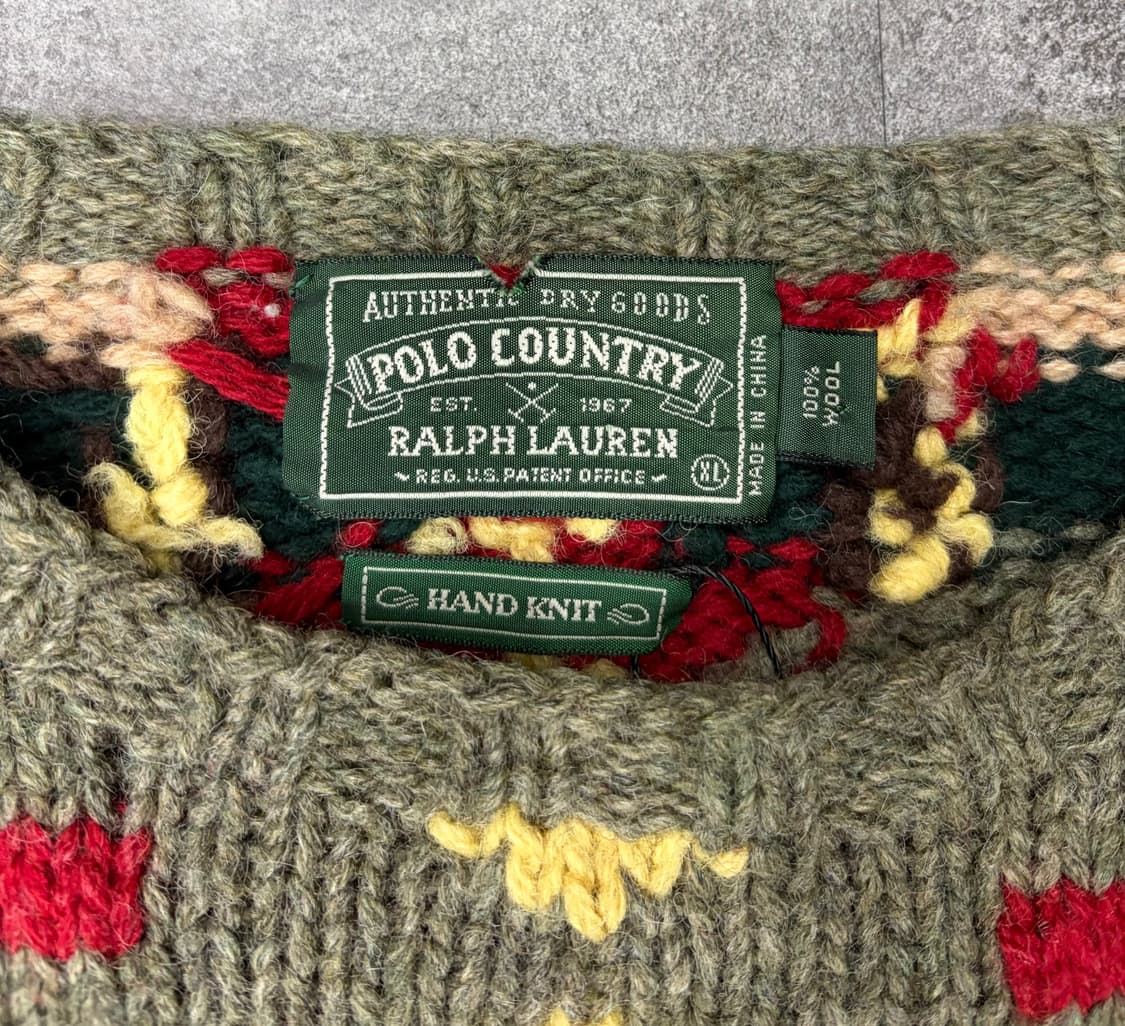 AUTHENTIC DRY GOODS
POLO COUNTRY
EST. 1967
RALPH LAUREN
REG. U.S. PATENT OFFICE
XL
MADE IN CHINA
100%
WOOL
HAND KNIT